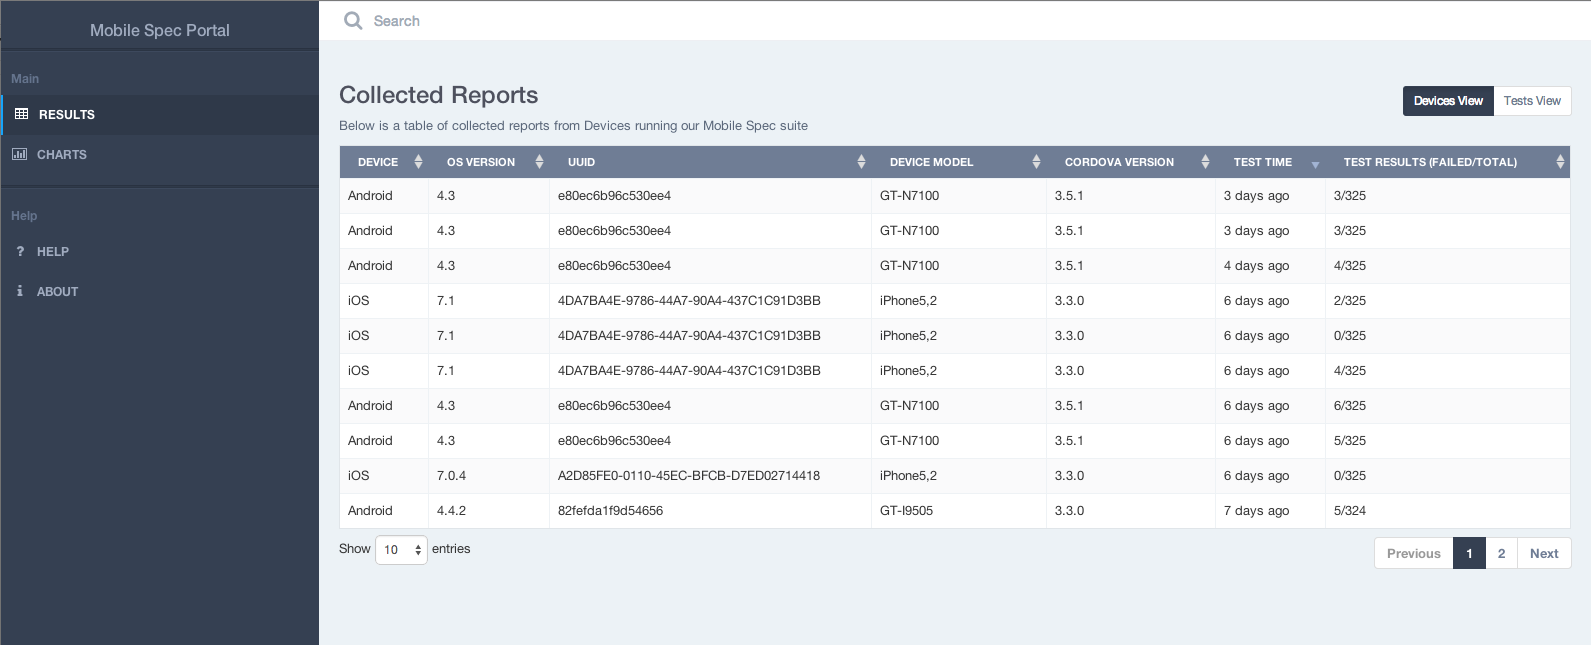 Mobile Spec Portal
Search
Main
RESULTS
CHARTS
Help
? HELP
i ABOUT
Collected Reports
Below is a table of collected reports from Devices running our Mobile Spec suite
Devices View Tests View
DEVICE OS VERSION UUID DEVICE MODEL CORDOVA VERSION TEST TIME TEST RESULTS (FAILED/TOTAL)
Android 4.3 e80ec6b96c530ee4 GT-N7100 3.5.1 3 days ago 3/325
Android 4.3 e80ec6b96c530ee4 GT-N7100 3.5.1 3 days ago 3/325
Android 4.3 e80ec6b96c530ee4 GT-N7100 3.5.1 4 days ago 4/325
iOS 7.1 4DA7BA4E-9786-44A7-90A4-437C1C91D3BB iPhone5,2 3.3.0 6 days ago 2/325
iOS 7.1 4DA7BA4E-9786-44A7-90A4-437C1C91D3BB iPhone5,2 3.3.0 6 days ago 0/325
iOS 7.1 4DA7BA4E-9786-44A7-90A4-437C1C91D3BB iPhone5,2 3.3.0 6 days ago 4/325
Android 4.3 e80ec6b96c530ee4 GT-N7100 3.5.1 6 days ago 6/325
Android 4.3 e80ec6b96c530ee4 GT-N7100 3.5.1 6 days ago 5/325
iOS 7.0.4 A2D85FE0-0110-45EC-BFCB-D7ED02714418 iPhone5,2 3.3.0 6 days ago 0/325
Android 4.4.2 82fefda1f9d54656 GT-I9505 3.3.0 7 days ago 5/324
Show 10 entries
Previous 1 2 Next